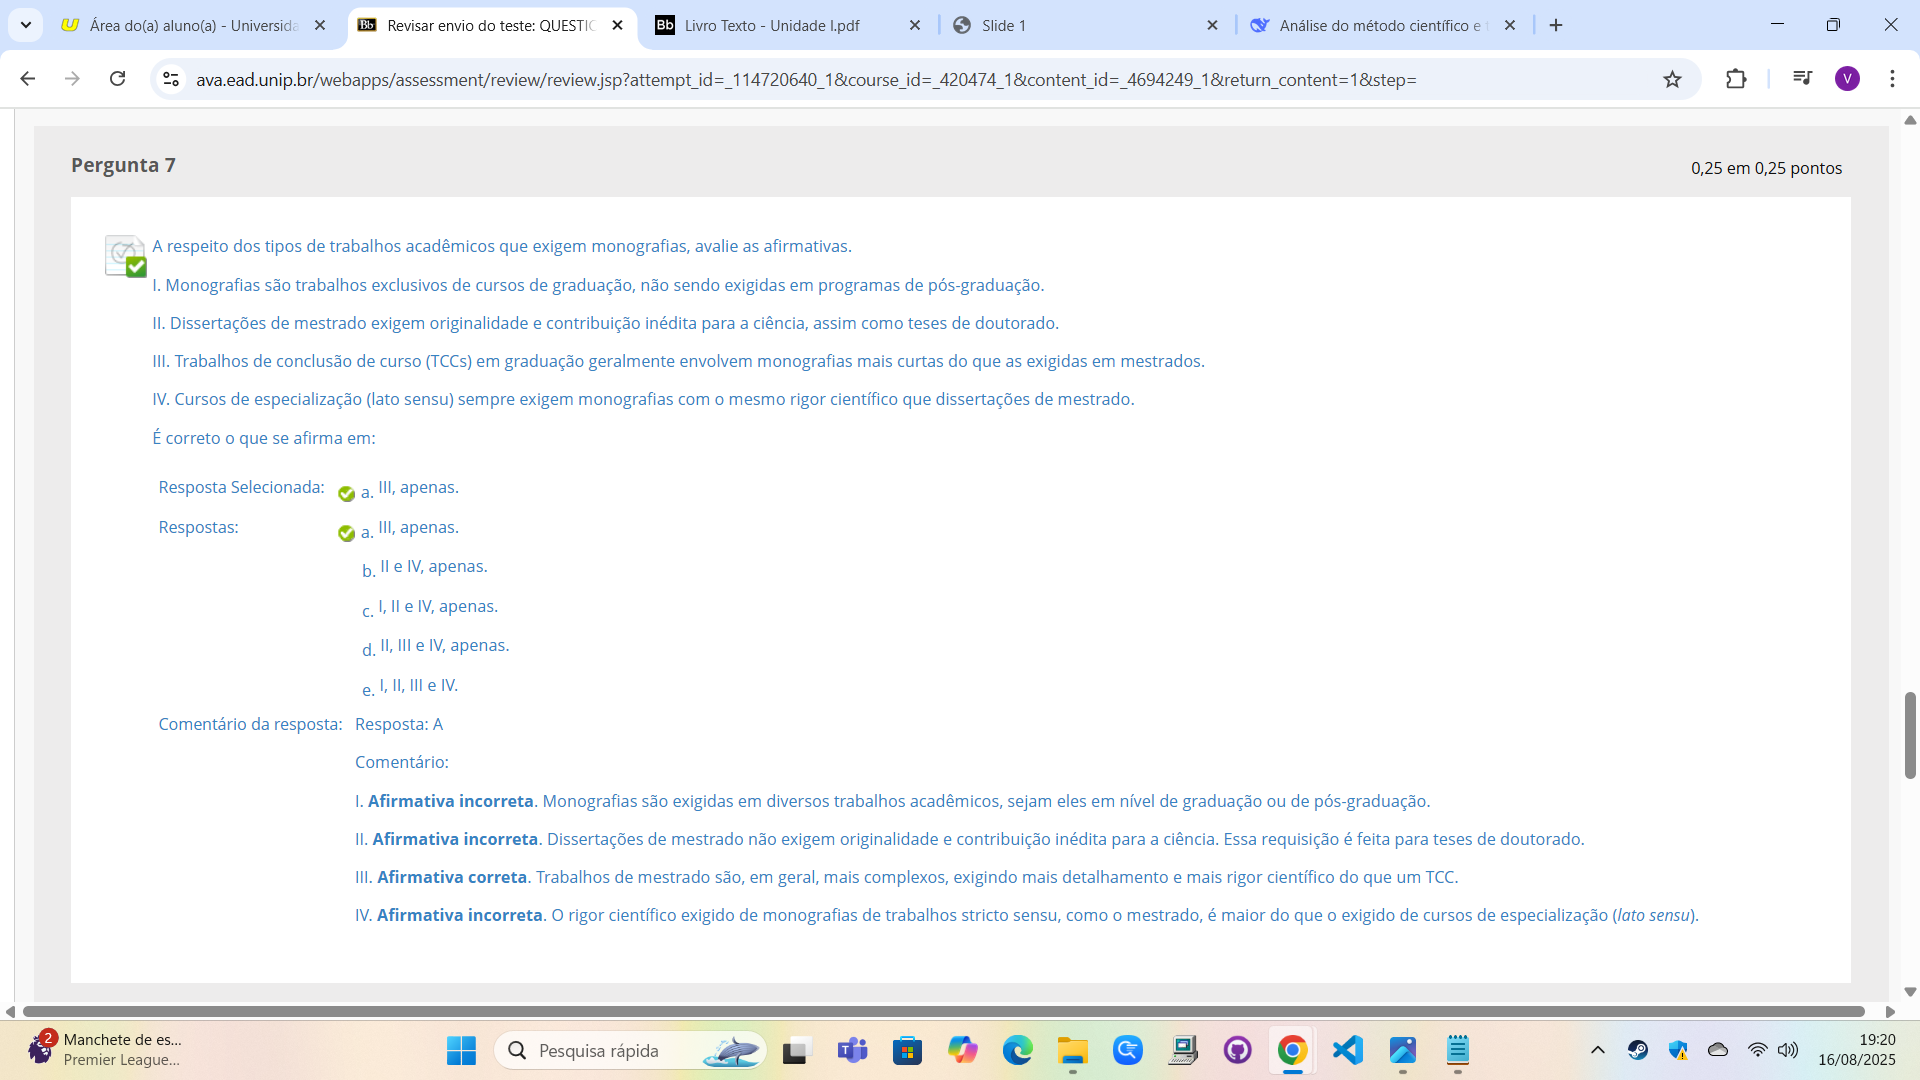 Área do(a) aluno(a) - Universida
Revisar envio do teste: QUESTIO
Livro Texto - Unidade I.pdf
Slide 1
Análise do método científico e t
ava.ead.unip.br/webapps/assessment/review/review.jsp?attempt_id=_114720640_1&course_id=_420474_1&content_id=_4694249_1&return_content=1&step=
V
Pergunta 7
0,25 em 0,25 pontos
A respeito dos tipos de trabalhos acadêmicos que exigem monografias, avalie as afirmativas.
I. Monografias são trabalhos exclusivos de cursos de graduação, não sendo exigidas em programas de pós-graduação.
II. Dissertações de mestrado exigem originalidade e contribuição inédita para a ciência, assim como teses de doutorado.
III. Trabalhos de conclusão de curso (TCCs) em graduação geralmente envolvem monografias mais curtas do que as exigidas em mestrados.
IV. Cursos de especialização (lato sensu) sempre exigem monografias com o mesmo rigor científico que dissertações de mestrado.
É correto o que se afirma em:
Resposta Selecionada: a. III, apenas.
Respostas: a. III, apenas.
b. II e IV, apenas.
c. I, II e IV, apenas.
d. II, III e IV, apenas.
e. I, II, III e IV.
Comentário da resposta: Resposta: A
Comentário:
I. Afirmativa incorreta. Monografias são exigidas em diversos trabalhos acadêmicos, sejam eles em nível de graduação ou de pós-graduação.
II. Afirmativa incorreta. Dissertações de mestrado não exigem originalidade e contribuição inédita para a ciência. Essa requisição é feita para teses de doutorado.
III. Afirmativa correta. Trabalhos de mestrado são, em geral, mais complexos, exigindo mais detalhamento e mais rigor científico do que um TCC.
IV. Afirmativa incorreta. O rigor científico exigido de monografias de trabalhos stricto sensu, como o mestrado, é maior do que o exigido de cursos de especialização (lato sensu).
2
Manchete de es...
Premier League...
Pesquisa rápida
19:20
16/08/2025